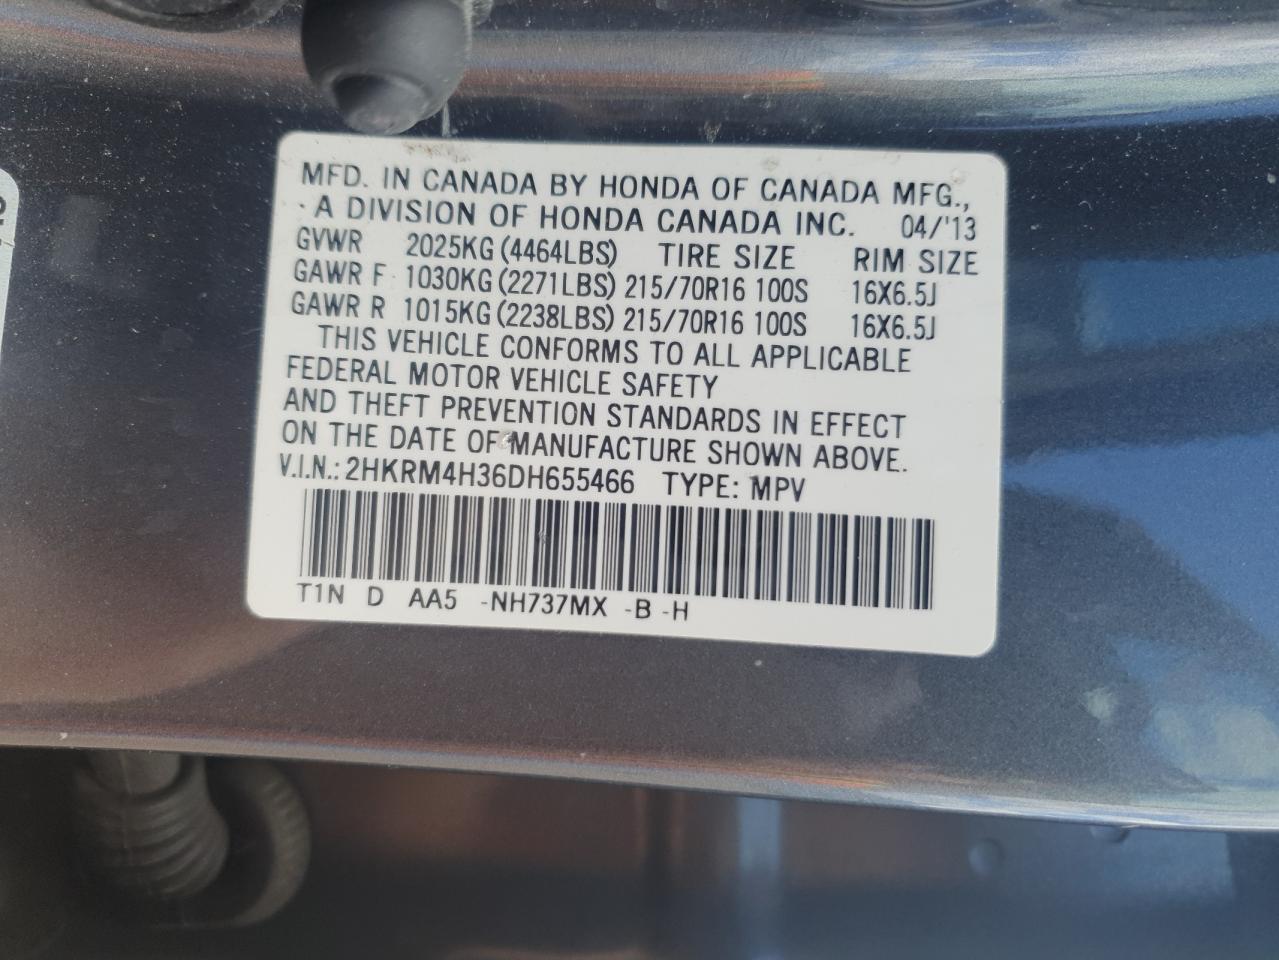 MFD. IN CANADA BY HONDA OF CANADA MFG.,
A DIVISION OF HONDA CANADA INC. 04/'13
GVWR 2025KG (4464LBS) TIRE SIZE RIM SIZE
GAWR F 1030KG (2271LBS) 215/70R16 100S 16X6.5J
GAWR R 1015KG (2238LBS) 215/70R16 100S 16X6.5J
THIS VEHICLE CONFORMS TO ALL APPLICABLE
FEDERAL MOTOR VEHICLE SAFETY
AND THEFT PREVENTION STANDARDS IN EFFECT
ON THE DATE OF MANUFACTURE SHOWN ABOVE.
V.I.N.: 2HKRM4H36DH655466 TYPE: MPV
T1N D AA5 -NH737MX -B -H